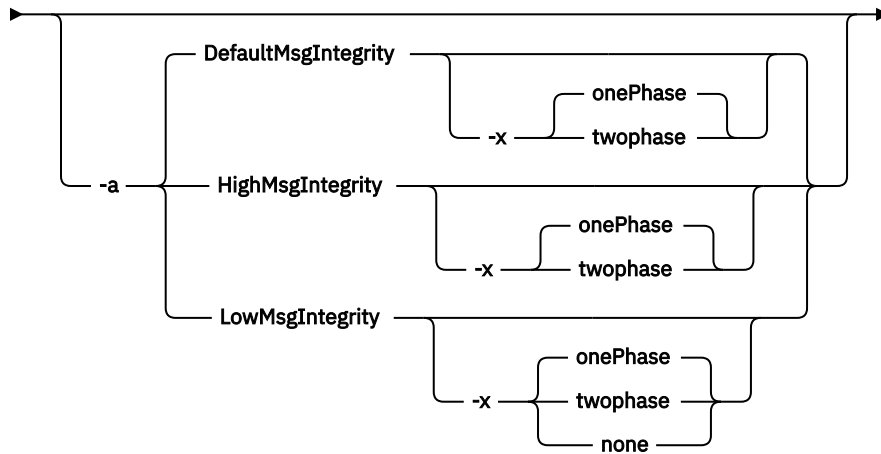 DefaultMsgIntegrity
onePhase
-x twophase
-a HighMsgIntegrity
onePhase
-x twophase
LowMsgIntegrity
onePhase
-x twophase
none